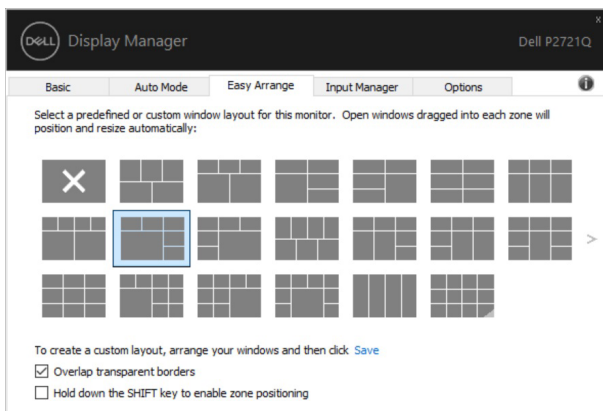 x
DELL Display Manager
Dell P2721Q
Basic Auto Mode Easy Arrange Input Manager Options
Select a predefined or custom window layout for this monitor. Open windows dragged into each zone will
position and resize automatically:
>
To create a custom layout, arrange your windows and then click Save
Overlap transparent borders
Hold down the SHIFT key to enable zone positioning